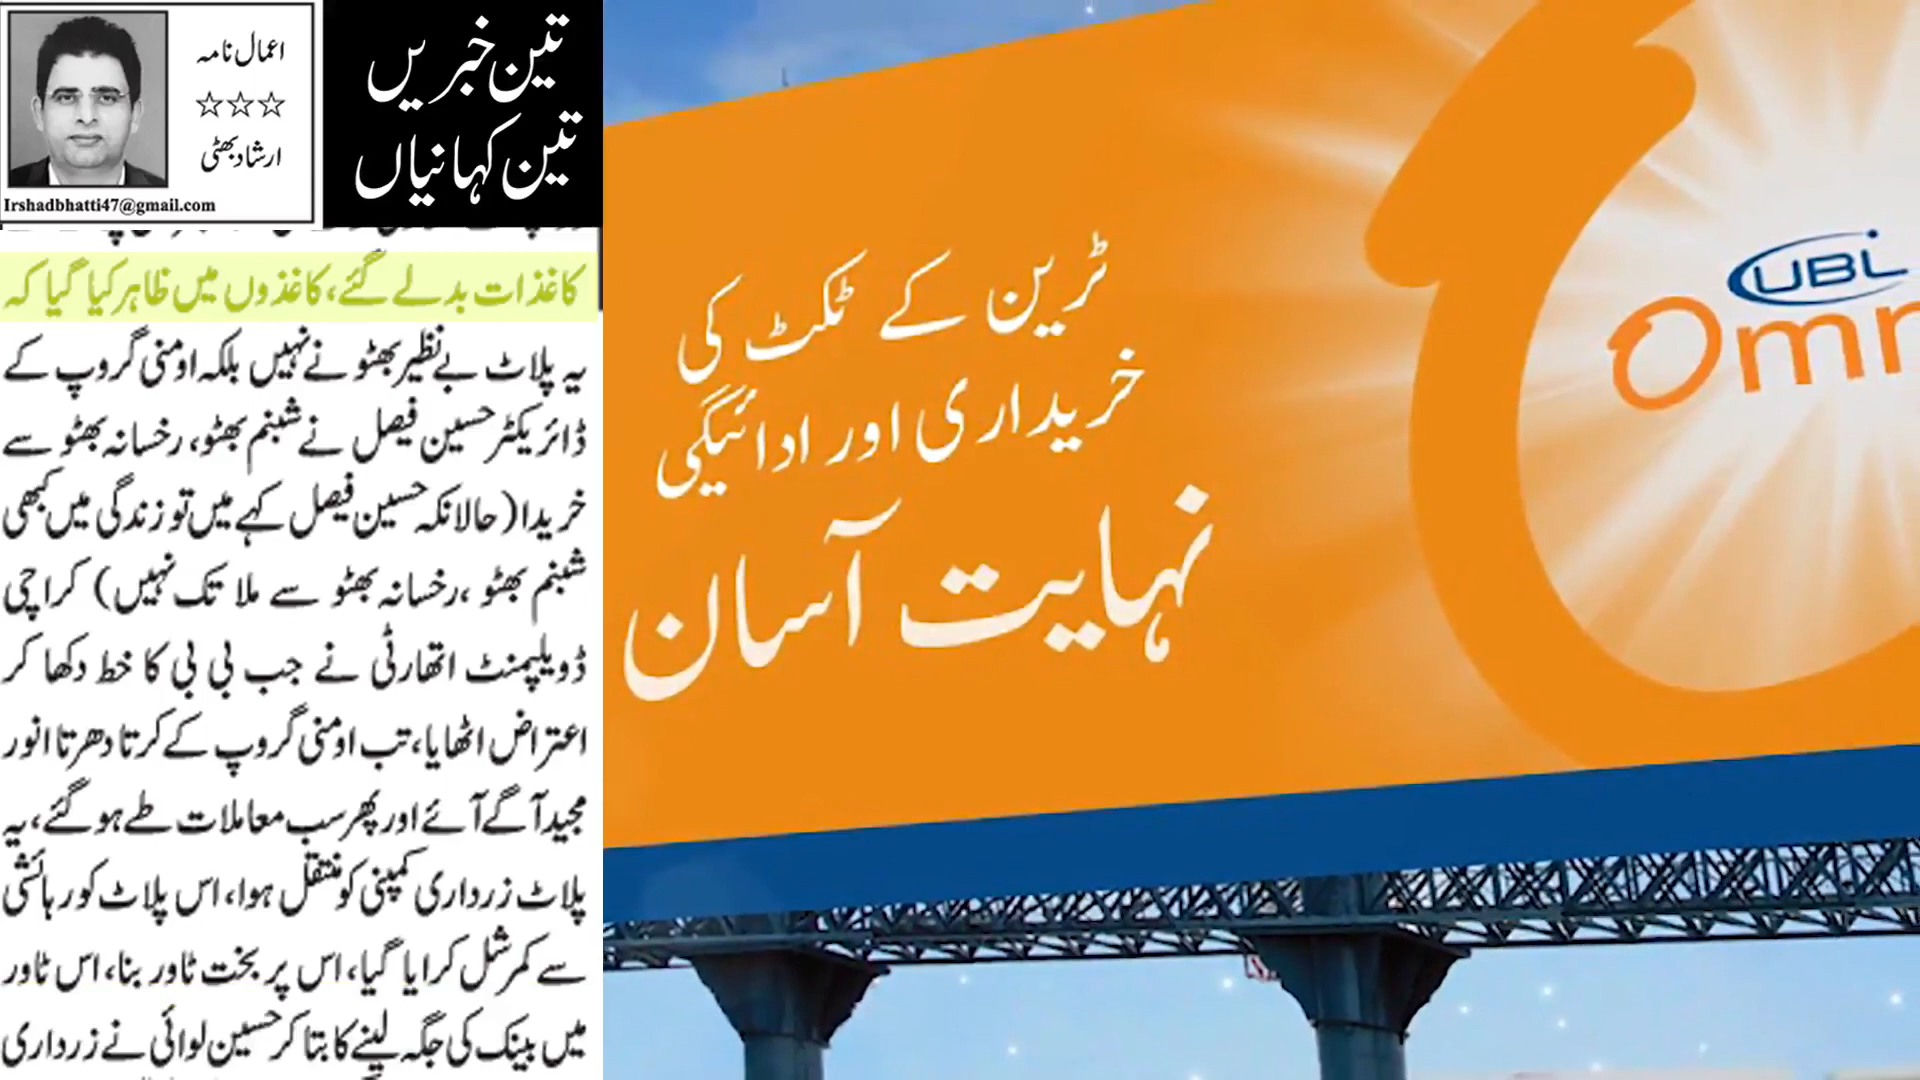 اعمال نامہ
☆☆☆
ارشاد بھٹی
Irshadbhatti47@gmail.com
تین خبریں
تین کہانیاں
کاغذات بدلے گئے، کاغذوں میں ظاہر کیا گیا کہ
یہ پلاٹ بے نظیر بھٹو نے نہیں بلکہ اومنی گروپ کے
ڈائریکٹر حسین فیصل نے شبنم بھٹو، رخسانہ بھٹو سے
خریدا (حالانکہ حسین فیصل کہے میں تو زندگی میں کبھی
شبنم بھٹو ،رخسانہ بھٹو سے ملا تک نہیں) کراچی
ڈویلپمنٹ اتھارٹی نے جب بی بی کا خط دکھا کر
اعتراض اٹھایا، تب اومنی گروپ کے کرتا دھرتا انور
مجید آگے آئے اور پھر سب معاملات طے ہو گئے، یہ
پلاٹ زرداری کمپنی کو منتقل ہوا، اس پلاٹ کو رہائشی
سے کمرشل کرایا گیا، اس پر بخت ٹاور بنا، اس ٹاور
میں بینک کی جگہ لینے کا بتا کر حسین لوائی نے زرداری
ٹرین کے ٹکٹ کی
خریداری اور ادائیگی
نہایت آسان
UBL
Omn